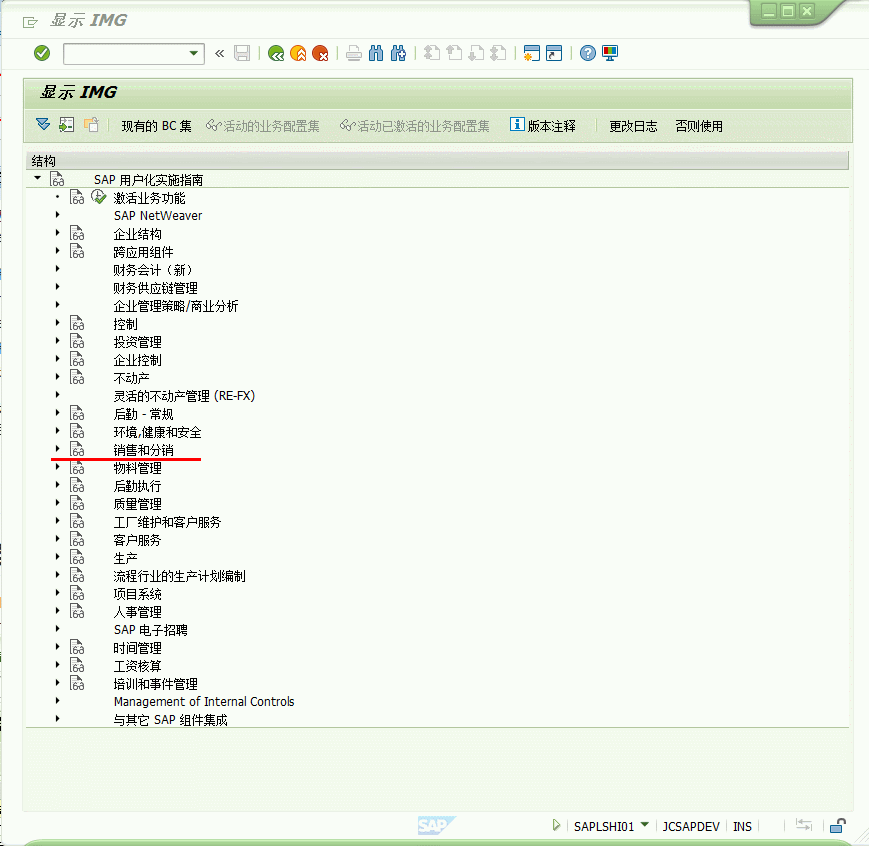 显示 IMG
显示 IMG
现有的 BC 集 活动的业务配置集 活动已激活的业务配置集 版本注释 更改日志 否则使用
结构
SAP 用户化实施指南
激活业务功能
SAP NetWeaver
企业结构
跨应用组件
财务会计（新）
财务供应链管理
企业管理策略/商业分析
控制
投资管理
企业控制
不动产
灵活的不动产管理 (RE-FX)
后勤 - 常规
环境,健康和安全
销售和分销
物料管理
后勤执行
质量管理
工厂维护和客户服务
客户服务
生产
流程行业的生产计划编制
项目系统
人事管理
SAP 电子招聘
时间管理
工资核算
培训和事件管理
Management of Internal Controls
与其它 SAP 组件集成
SAP SAPLSHI01 JCSAPDEV INS